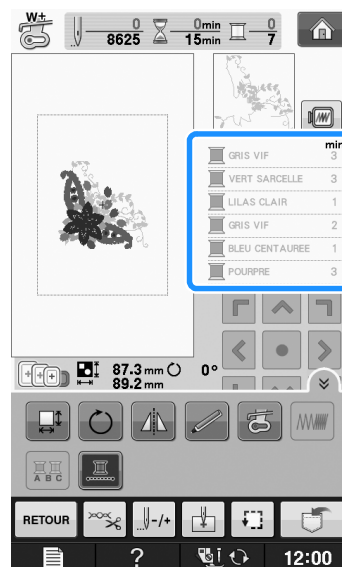 W+
0 0min 0
8625 15min 7
min
GRIS VIF 3
VERT SARCELLE 3
LILAS CLAIR 1
GRIS VIF 2
BLEU CENTAUREE 1
POURPRE 3
87.3 mm 0°
89.2 mm
A B C
RETOUR -/+
? 12:00